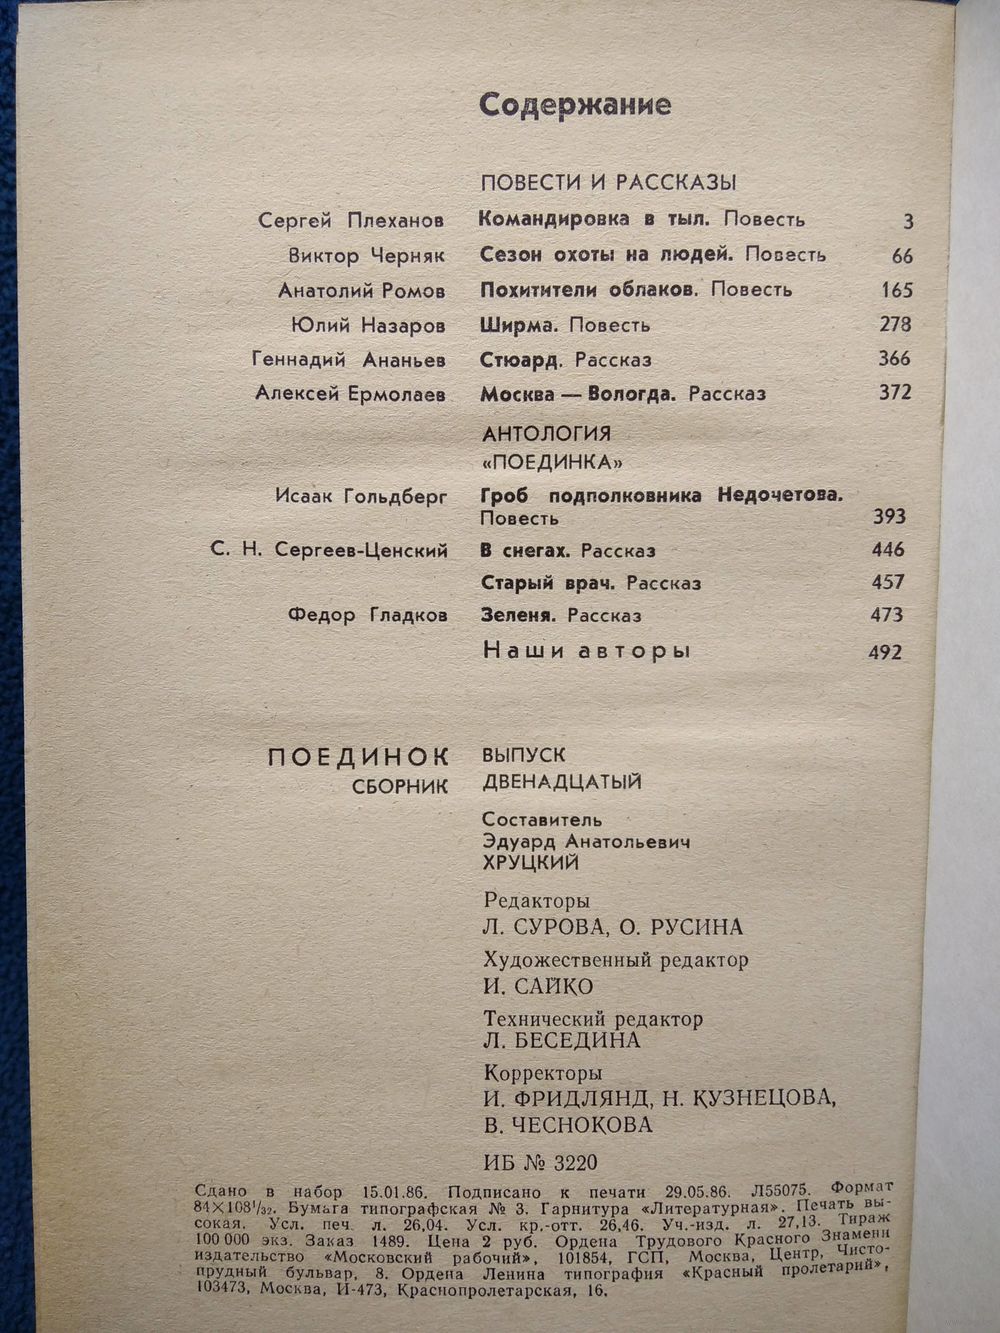 Содержание
ПОВЕСТИ И РАССКАЗЫ
Сергей Плеханов Командировка в тыл. Повесть 3
Виктор Черняк Сезон охоты на людей. Повесть 66
Анатолий Ромов Похитители облаков. Повесть 165
Юлий Назаров Ширма. Повесть 278
Геннадий Ананьев Стюард. Рассказ 366
Алексей Ермолаев Москва — Вологда. Рассказ 372
АНТОЛОГИЯ
«ПОЕДИНКА»
Исаак Гольдберг Гроб подполковника Недочетова.
Повесть 393
С. Н. Сергеев-Ценский В снегах. Рассказ 446
Старый врач. Рассказ 457
Федор Гладков Зеленя. Рассказ 473
Наши авторы 492
ПОЕДИНОК ВЫПУСК
СБОРНИК ДВЕНАДЦАТЫЙ
Составитель
Эдуард Анатольевич
ХРУЦКИЙ
Редакторы
Л. СУРОВА, О. РУСИНА
Художественный редактор
И. САЙКО
Технический редактор
Л. БЕСЕДИНА
Корректоры
И. ФРИДЛЯНД, Н. КУЗНЕЦОВА,
В. ЧЕСНОКОВА
ИБ № 3220
Сдано в набор 15.01.86. Подписано к печати 29.05.86. Л55075. Формат
84×108¹/₃₂. Бумага типографская № 3. Гарнитура «Литературная». Печать вы-
сокая. Усл. печ. л. 26,04. Усл. кр.-отт. 26,46. Уч.-изд. л. 27,13. Тираж
100 000 экз. Заказ 1489. Цена 2 руб. Ордена Трудового Красного Знамени
издательство «Московский рабочий», 101854, ГСП, Москва, Центр, Чисто-
прудный бульвар, 8. Ордена Ленина типография «Красный пролетарий»,
103473, Москва, И-473, Краснопролетарская, 16.